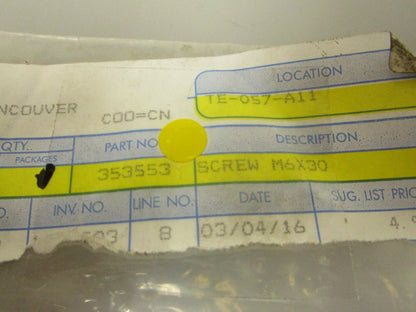 LOCATION
NCOUVER COO=CN TE-057-A11
QTY. PART NO. DESCRIPTION
PACKAGES
353553 SCREW M6X30
INV NO. LINE NO. DATE SUG. LIST PRIC
8 03/04/16 4.